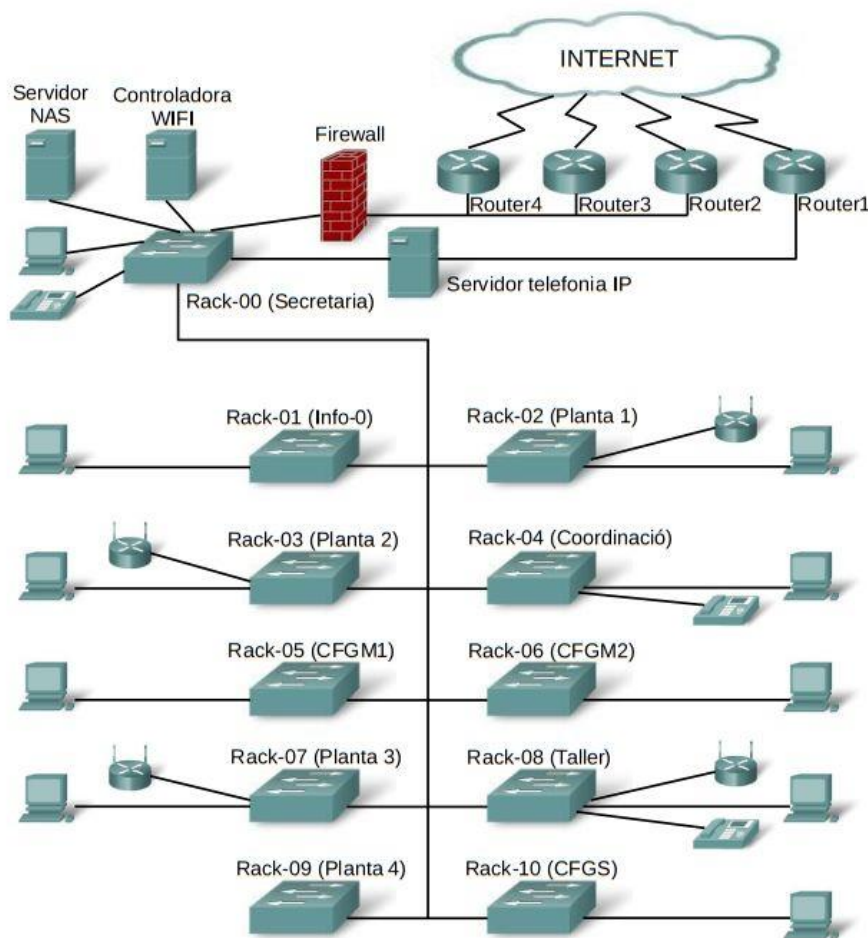 INTERNET
Servidor
NAS
Controladora
WIFI
Firewall
Router4
Router3
Router2
Router1
Servidor telefonia IP
Rack-00 (Secretaria)
Rack-01 (Info-0)
Rack-02 (Planta 1)
Rack-03 (Planta 2)
Rack-04 (Coordinació)
Rack-05 (CFGM1)
Rack-06 (CFGM2)
Rack-07 (Planta 3)
Rack-08 (Taller)
Rack-09 (Planta 4)
Rack-10 (CFGS)